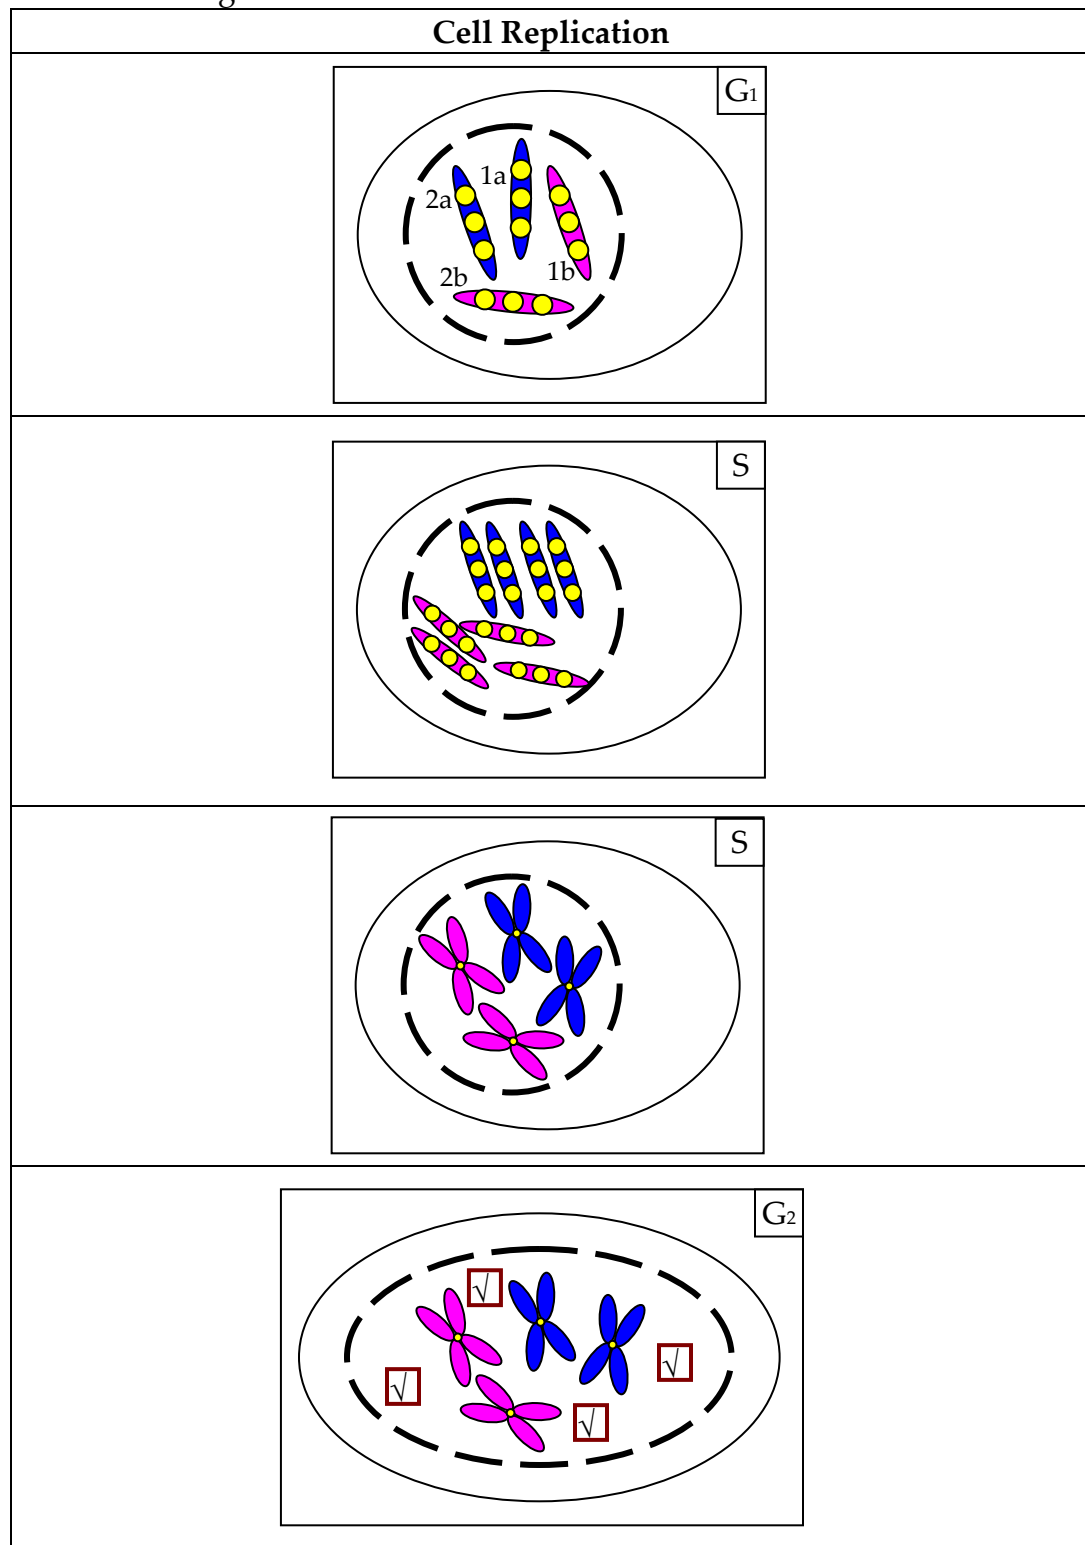 Cell Replication
G1
1a
2a
2b
1b
S
S
G2
√
√
√
√